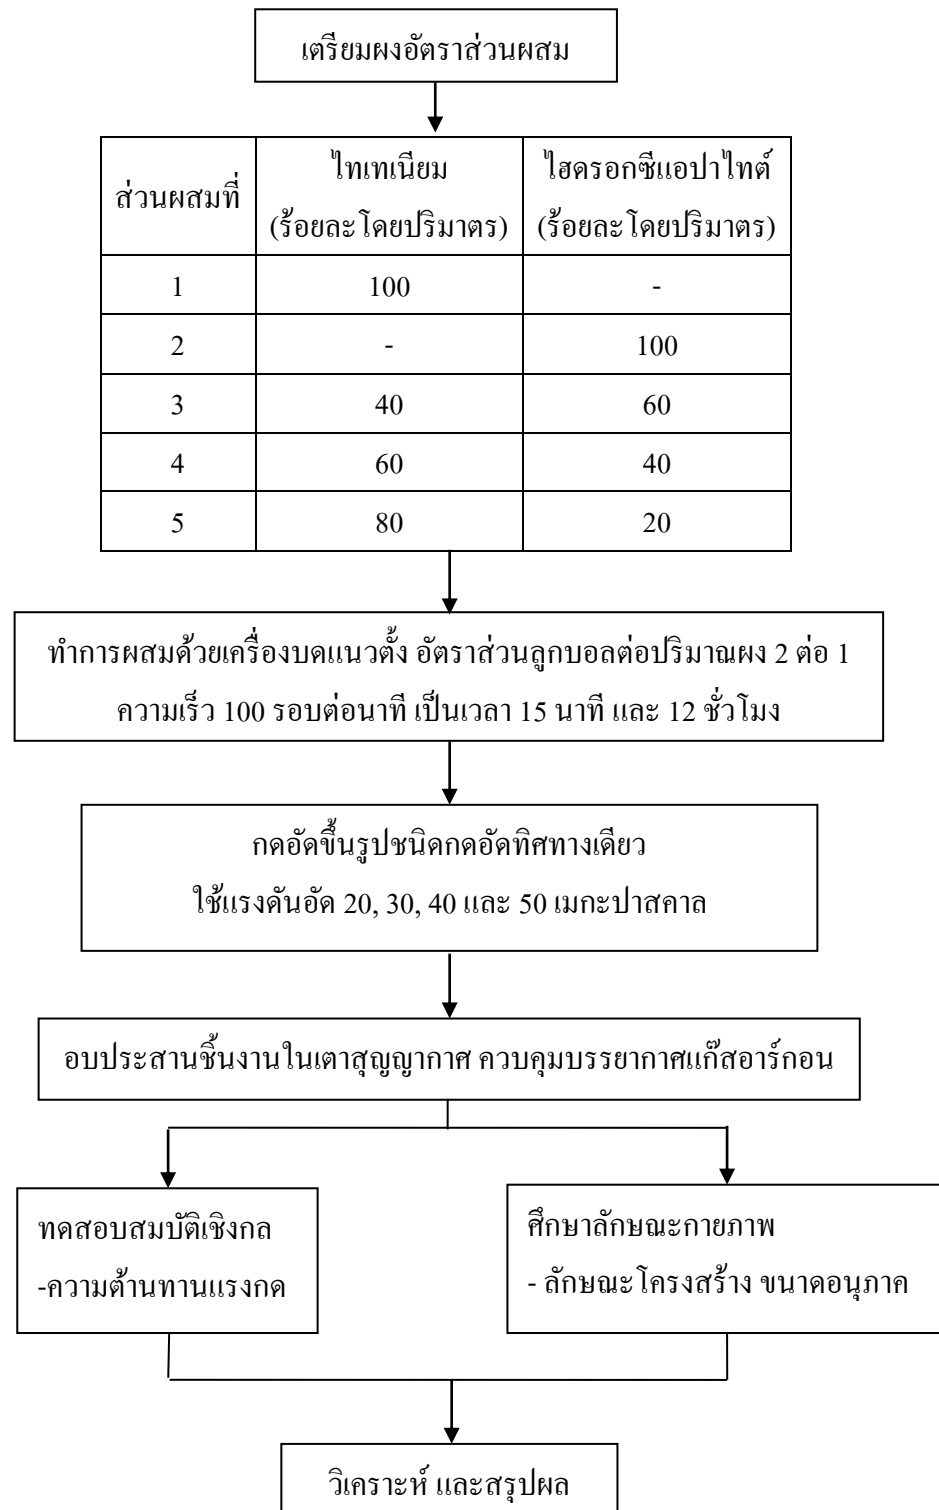 เตรียมผงอัตราส่วนผสม
ส่วนผสมที่ ไทเทเนียม (ร้อยละโดยปริมาตร) ไฮดรอกซีแอปาไทต์ (ร้อยละโดยปริมาตร)
1 100 -
2 - 100
3 40 60
4 60 40
5 80 20
ทำการผสมด้วยเครื่องบดแนวตั้ง อัตราส่วนลูกบอลต่อปริมาณผง 2 ต่อ 1
ความเร็ว 100 รอบต่อนาที เป็นเวลา 15 นาที และ 12 ชั่วโมง
กดอัดขึ้นรูปชนิดกดอัดทิศทางเดียว
ใช้แรงดันอัด 20, 30, 40 และ 50 เมกะปาสคาล
อบประสานชิ้นงานในเตาสุญญากาศ ควบคุมบรรยากาศแก๊สอาร์กอน
ทดสอบสมบัติเชิงกล
-ความต้านทานแรงกด
ศึกษาลักษณะกายภาพ
- ลักษณะโครงสร้าง ขนาดอนุภาค
วิเคราะห์ และสรุปผล